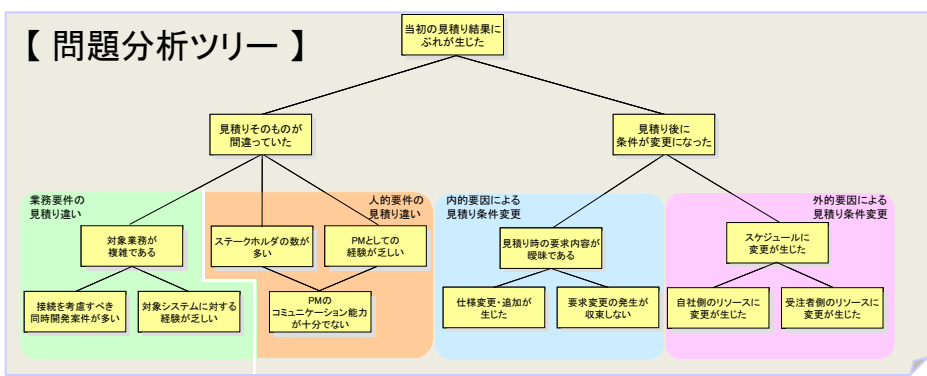 【 問題分析ツリー 】
当初の見積り結果に
ぶれが生じた
見積りそのものが
間違っていた
見積り後に
条件が変更になった
業務要件の
見積り違い
人的要件の
見積り違い
内的要因による
見積り条件変更
外的要因による
見積り条件変更
対象業務が
複雑である
ステークホルダの数が
多い
PMとしての
経験が乏しい
見積り時の要求内容が
曖昧である
スケジュールに
変更が生じた
接続を考慮すべき
同時開発案件が多い
対象システムに対する
経験が乏しい
PMの
コミュニケーション能力
が十分でない
仕様変更・追加が
生じた
要求変更の発生が
収束しない
自社側のリソースに
変更が生じた
受注者側のリソースに
変更が生じた